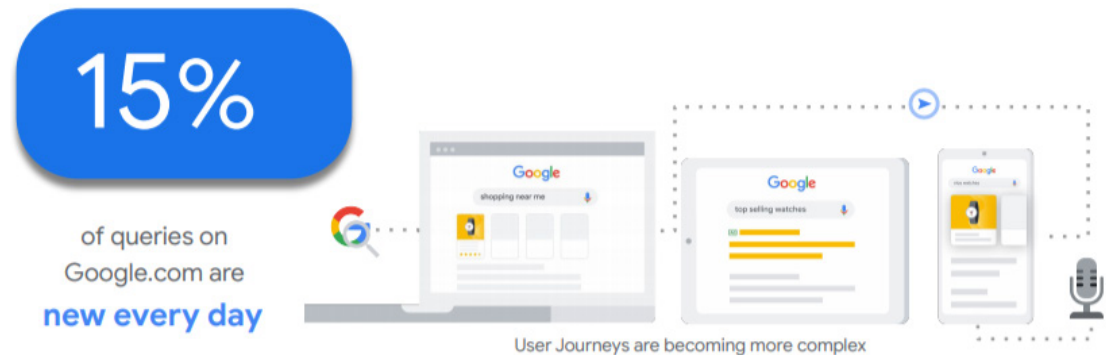 15%
of queries on
Google.com are
new every day
Google
shopping near me
Google
top selling watches
Google
User Journeys are becoming more complex